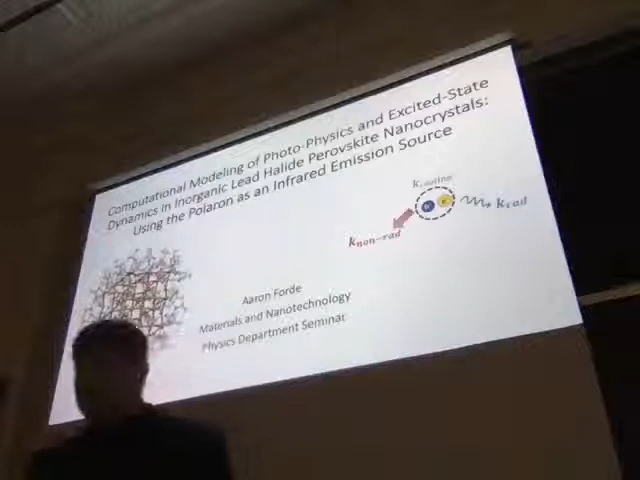 Computational Modeling of Photo-Physics and Excited-State
Dynamics in Inorganic Lead Halide Perovskite Nanocrystals:
Using the Polaron as an Infrared Emission Source
k_cooling
k_rad
k_non-rad
Aaron Forde
Materials and Nanotechnology
Physics Department Seminar